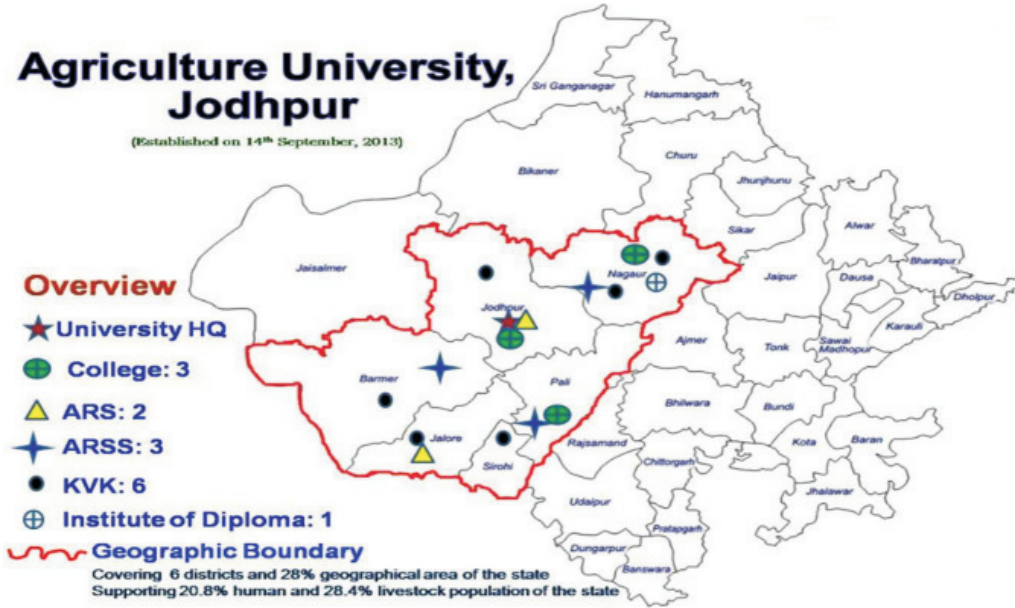 Agriculture University,
Jodhpur
(Established on 14th September, 2013)
Sri Ganganagar
Hanumangarh
Churu
Bikaner
Jhunjhunu
Sikar
Alwar
Bharatpur
Jaisalmer
Nagaur
Jaipur
Dausa
Dholpur
Jodhpur
Karauli
Ajmer
Tonk
Sawai
Madhopur
Barmer
Pali
Bhilwara
Bundi
Jalore
Sirohi
Rajsamand
Kota
Baran
Chittorgarh
Jhalawar
Udaipur
Pratapgarh
Dungarpur
Banswara
Overview
University HQ
College: 3
ARS: 2
ARSS: 3
KVK: 6
Institute of Diploma: 1
Geographic Boundary
Covering 6 districts and 28% geographical area of the state
Supporting 20.8% human and 28.4% livestock population of the state